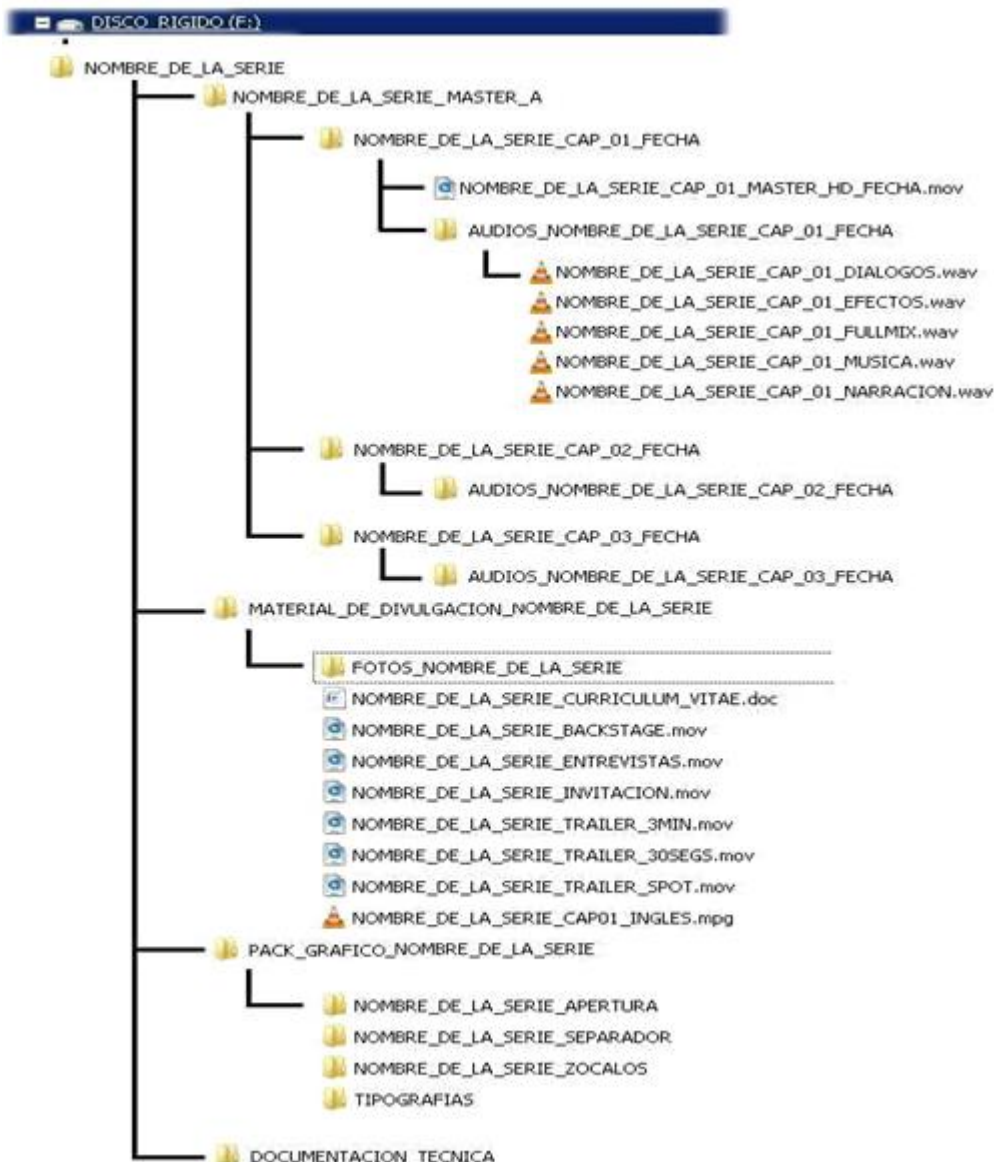 DISCO RIGIDO (F:)
NOMBRE_DE_LA_SERIE
NOMBRE_DE_LA_SERIE_MASTER_A
NOMBRE_DE_LA_SERIE_CAP_01_FECHA
NOMBRE_DE_LA_SERIE_CAP_01_MASTER_HD_FECHA.mov
AUDIOS_NOMBRE_DE_LA_SERIE_CAP_01_FECHA
NOMBRE_DE_LA_SERIE_CAP_01_DIALOGOS.wav
NOMBRE_DE_LA_SERIE_CAP_01_EFECTOS.wav
NOMBRE_DE_LA_SERIE_CAP_01_FULLMIX.wav
NOMBRE_DE_LA_SERIE_CAP_01_MUSICA.wav
NOMBRE_DE_LA_SERIE_CAP_01_NARRACION.wav
NOMBRE_DE_LA_SERIE_CAP_02_FECHA
AUDIOS_NOMBRE_DE_LA_SERIE_CAP_02_FECHA
NOMBRE_DE_LA_SERIE_CAP_03_FECHA
AUDIOS_NOMBRE_DE_LA_SERIE_CAP_03_FECHA
MATERIAL_DE_DIVULGACION_NOMBRE_DE_LA_SERIE
FOTOS_NOMBRE_DE_LA_SERIE
NOMBRE_DE_LA_SERIE_CURRICULUM_VITAE.doc
NOMBRE_DE_LA_SERIE_BACKSTAGE.mov
NOMBRE_DE_LA_SERIE_ENTREVISTAS.mov
NOMBRE_DE_LA_SERIE_INVITACION.mov
NOMBRE_DE_LA_SERIE_TRAILER_3MIN.mov
NOMBRE_DE_LA_SERIE_TRAILER_30SEGS.mov
NOMBRE_DE_LA_SERIE_TRAILER_SPOT.mov
NOMBRE_DE_LA_SERIE_CAP01_INGLES.mpg
PACK_GRAFICO_NOMBRE_DE_LA_SERIE
NOMBRE_DE_LA_SERIE_APERTURA
NOMBRE_DE_LA_SERIE_SEPARADOR
NOMBRE_DE_LA_SERIE_ZOCALOS
TIPOGRAFIAS
DOCUMENTACION_TECNICA